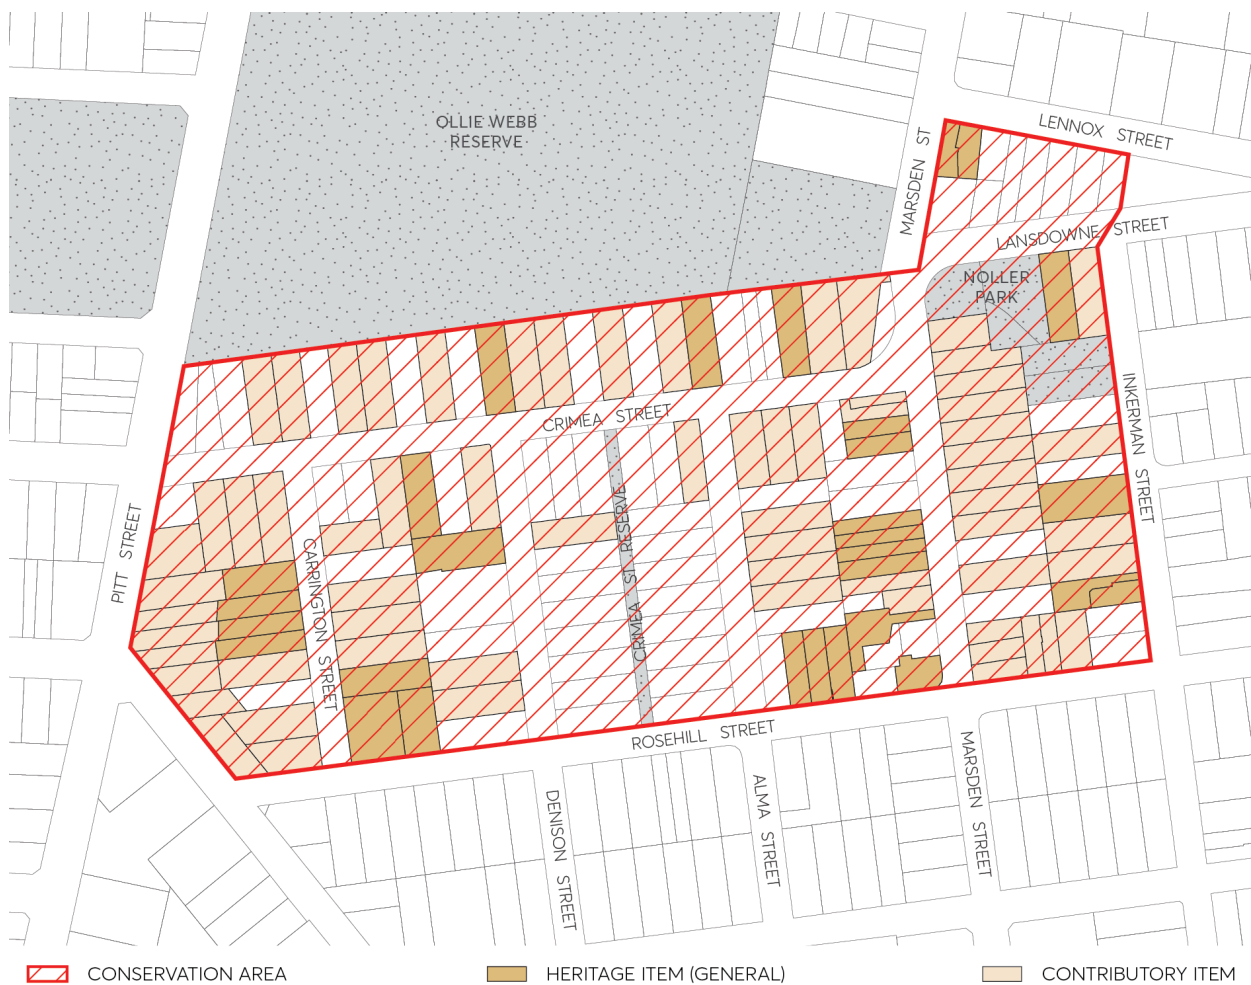 OLLIE WEBB
RESERVE
LENNOX STREET
MARSDEN ST
LANSDOWNE STREET
NOLLER
PARK
CRIMEA STREET
INKERMAN STREET
PITT STREET
CARRINGTON STREET
CRIMEA ST RESERVE
ROSEHILL STREET
DENISON STREET
ALMA STREET
MARSDEN STREET
CONSERVATION AREA
HERITAGE ITEM (GENERAL)
CONTRIBUTORY ITEM